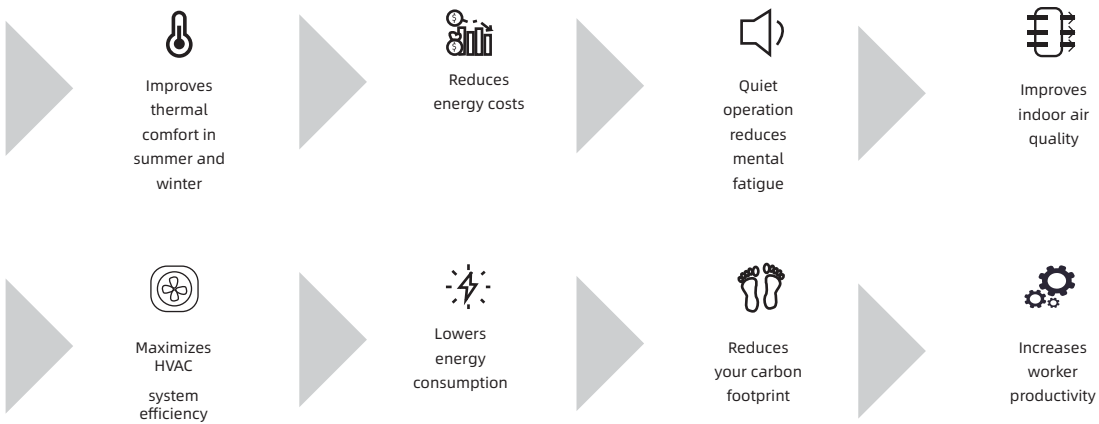 Improves
thermal
comfort in
summer and
winter
Reduces
energy costs
Quiet
operation
reduces
mental
fatigue
Improves
indoor air
quality
Maximizes
HVAC
system
efficiency
Lowers
energy
consumption
Reduces
your carbon
footprint
Increases
worker
productivity